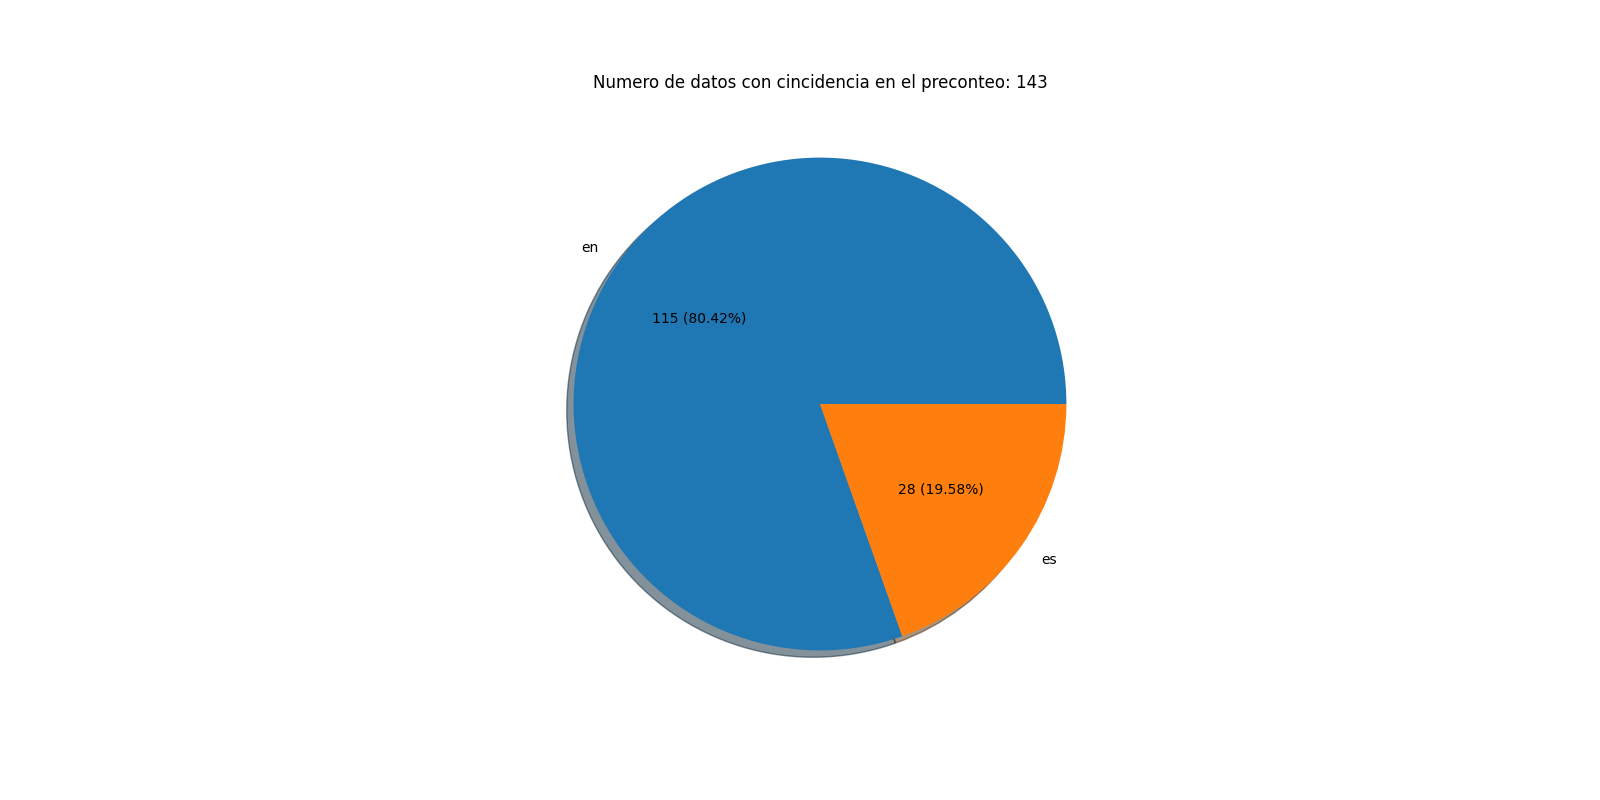 Numero de datos con cincidencia en el preconteo: 143
en
115 (80.42%)
28 (19.58%)
es